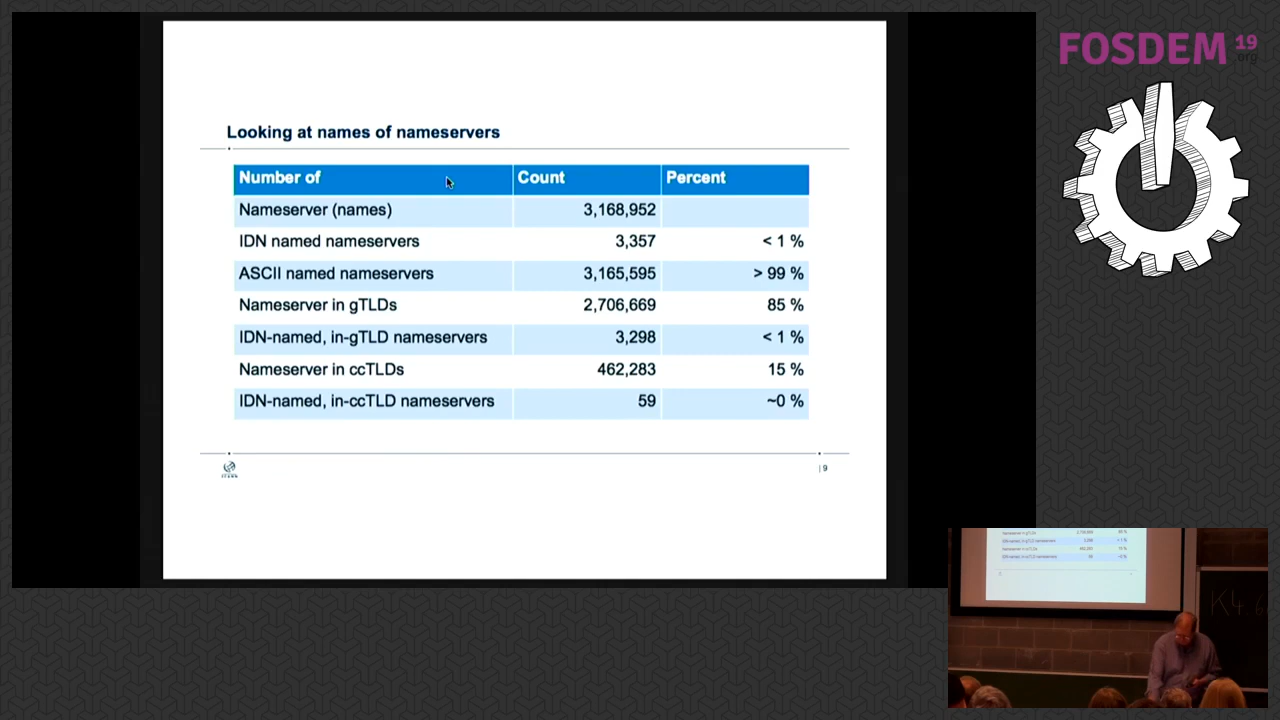 FOSDEM 19
.org
Looking at names of nameservers
Number of Count Percent
Nameserver (names) 3,168,952
IDN named nameservers 3,357 < 1 %
ASCII named nameservers 3,165,595 > 99 %
Nameserver in gTLDs 2,706,669 85 %
IDN-named, in-gTLD nameservers 3,298 < 1 %
Nameserver in ccTLDs 462,283 15 %
IDN-named, in-ccTLD nameservers 59 ~0 %
ICANN
| 9
K4